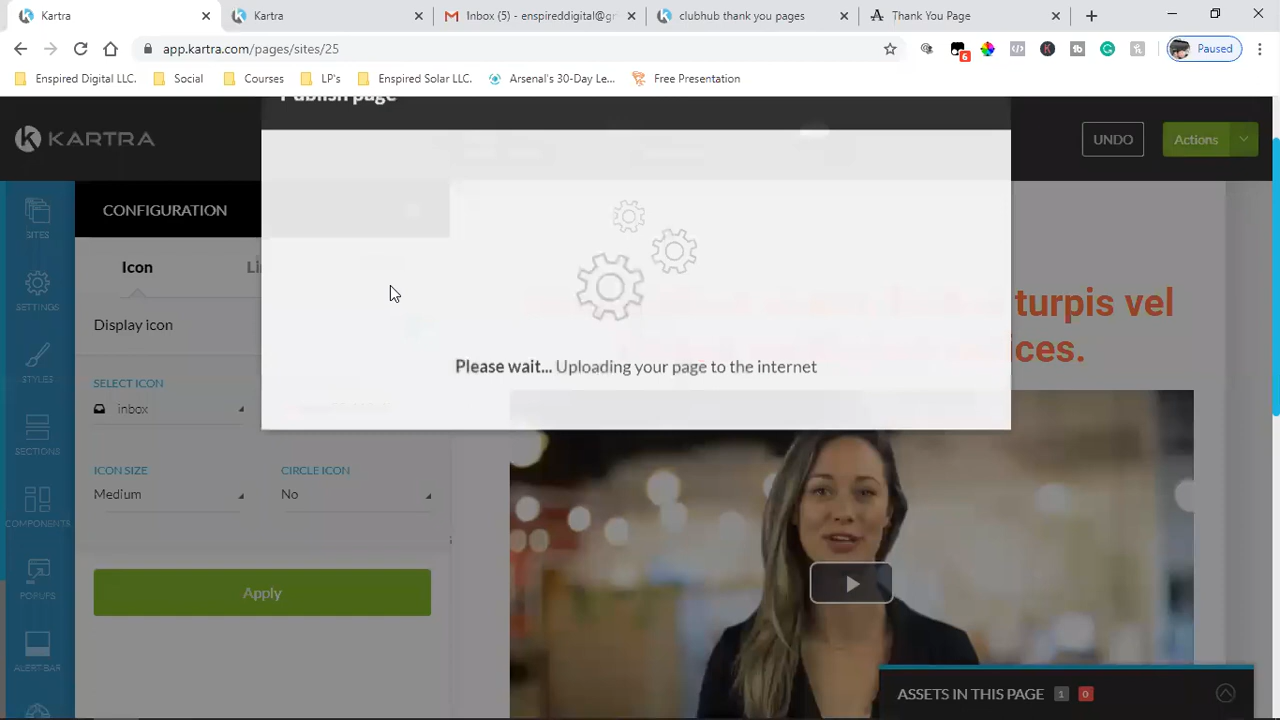 Kartra
Kartra
Inbox (5) - enspireddigital@gr
clubhub thank you pages
Thank You Page
app.kartra.com/pages/sites/25
6
Paused
Enspired Digital LLC.
Social
Courses
LP's
Enspired Solar LLC.
Arsenal's 30-Day Le...
Free Presentation
Publish page
KARTRA
UNDO
Actions
SITES
SETTINGS
STYLES
SECTIONS
COMPONENTS
POPUPS
ALERT BAR
CONFIGURATION
Icon
Li
Display icon
SELECT ICON
inbox
ICON SIZE
CIRCLE ICON
Medium
No
Apply
Please wait... Uploading your page to the internet
turpis vel
ices.
ASSETS IN THIS PAGE 1 0